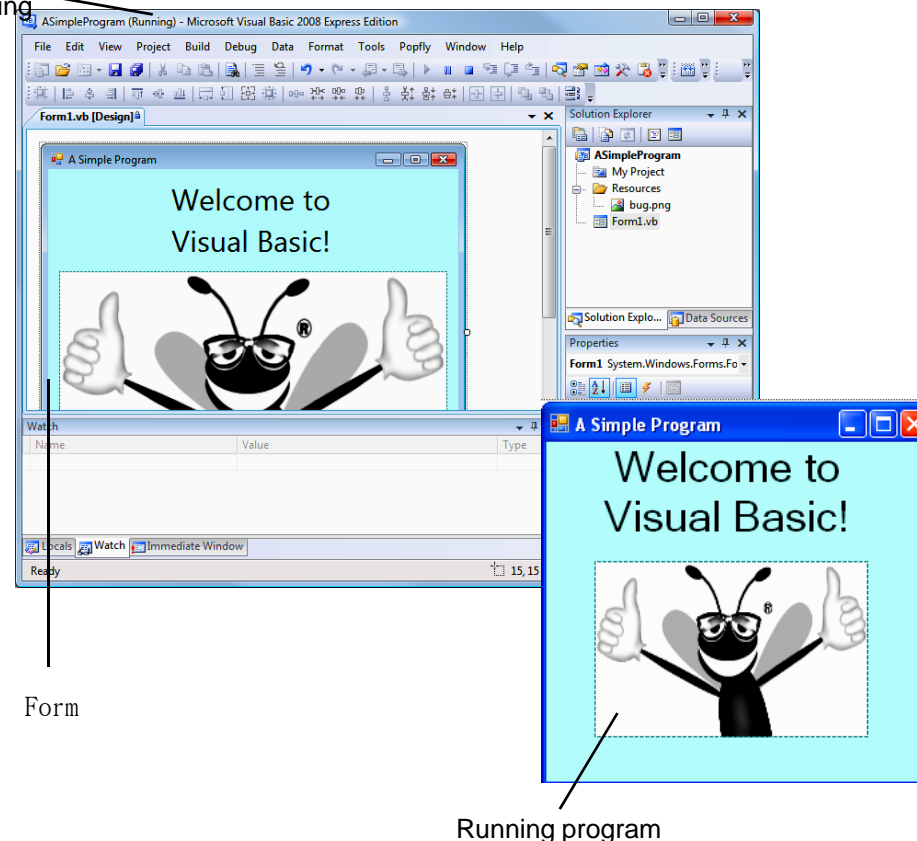 ASimpleProgram (Running) - Microsoft Visual Basic 2008 Express Edition
File Edit View Project Build Debug Data Format Tools Popfly Window Help
Form1.vb [Design]
A Simple Program
Welcome to
Visual Basic!
®
Solution Explorer
ASimpleProgram
My Project
Resources
bug.png
Form1.vb
Solution Explo... Data Sources
Properties
Form1 System.Windows.Forms.Fo
Watch
Name Value Type
Locals Watch Immediate Window
Ready 15, 15
A Simple Program
Welcome to
Visual Basic!
®
Form
Running program